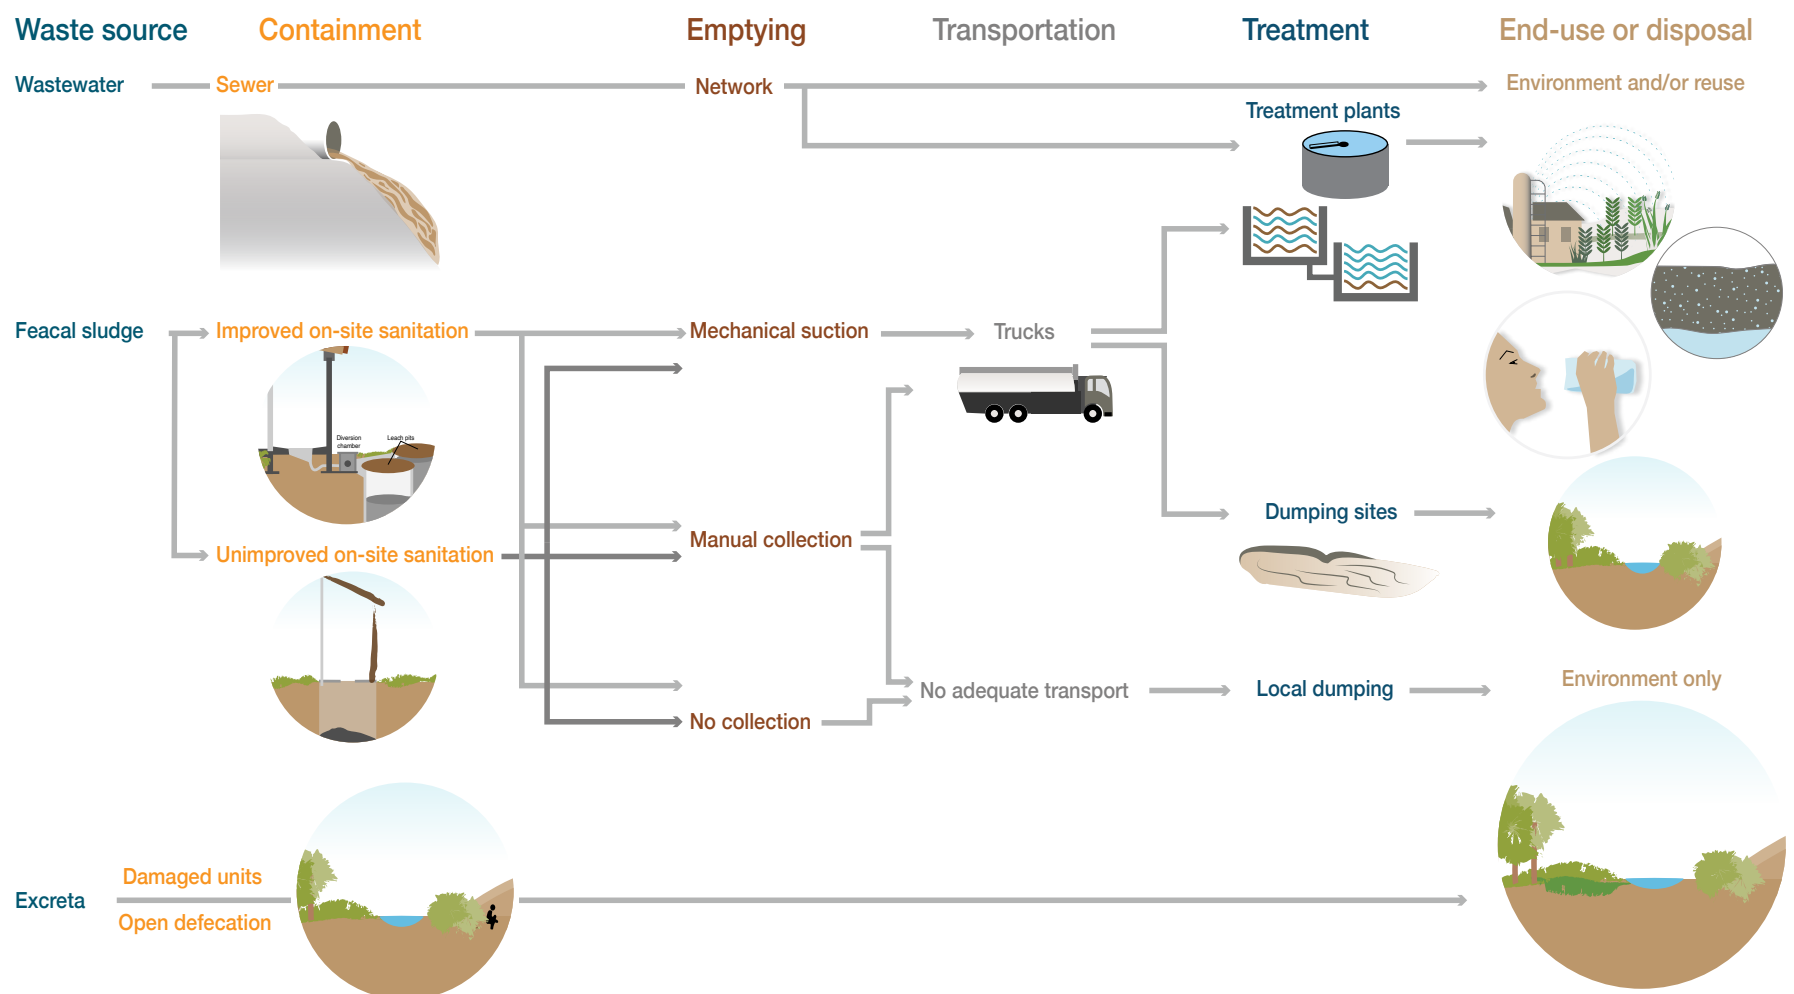 Waste source
Containment
Emptying
Transportation
Treatment
End-use or disposal
Wastewater
Sewer
Network
Environment and/or reuse
Treatment plants
Feacal sludge
Improved on-site sanitation
Mechanical suction
Trucks
Diversion
chamber
Leach pits
Dumping sites
Manual collection
Unimproved on-site sanitation
Environment only
No adequate transport
Local dumping
No collection
Damaged units
Excreta
Open defecation